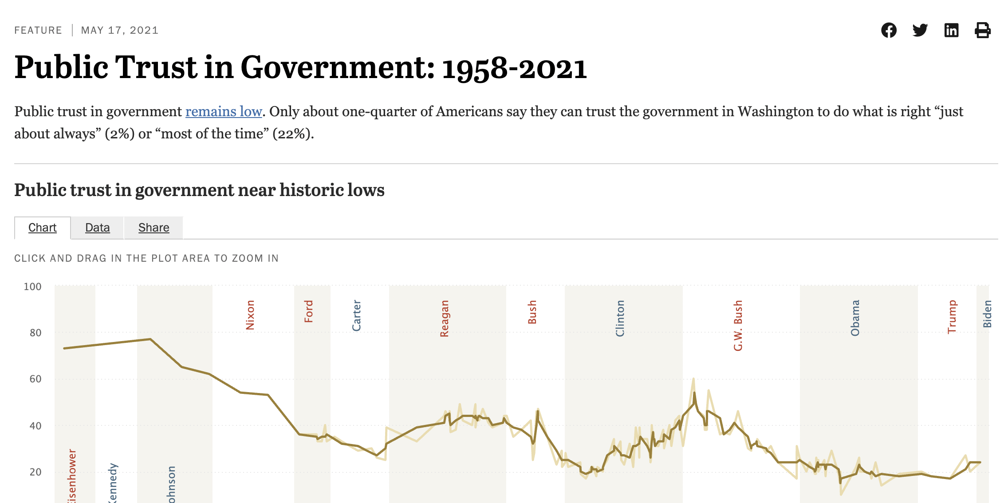 FEATURE | MAY 17, 2021
Public Trust in Government: 1958-2021
Public trust in government remains low. Only about one-quarter of Americans say they can trust the government in Washington to do what is right “just
about always” (2%) or “most of the time” (22%).
Public trust in government near historic lows
Chart Data Share
CLICK AND DRAG IN THE PLOT AREA TO ZOOM IN
100
80
60
40
20
Eisenhower
Kennedy
Johnson
Nixon
Ford
Carter
Reagan
Bush
Clinton
G.W. Bush
Obama
Trump
Biden